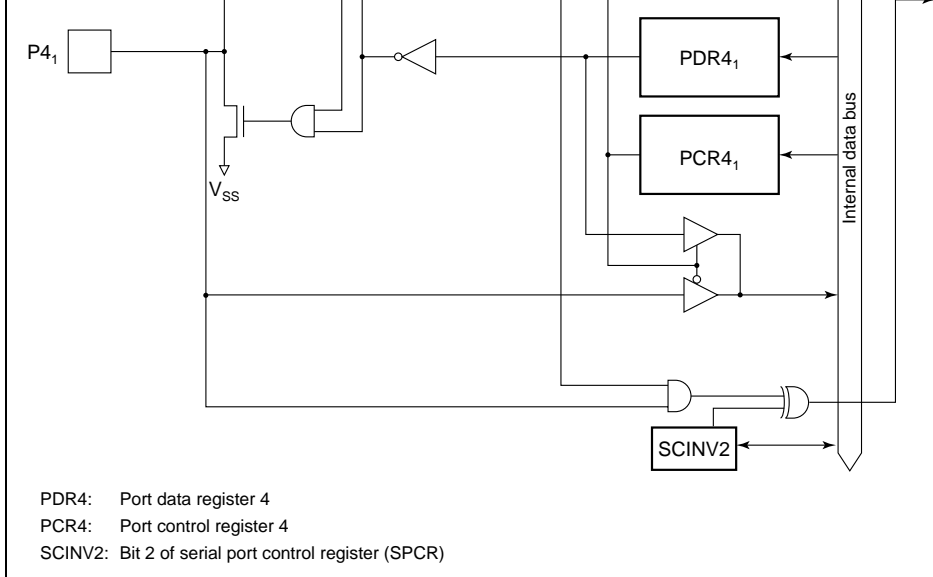 P4₁
PDR4₁
PCR4₁
Internal data bus
V_SS
SCINV2
PDR4: Port data register 4
PCR4: Port control register 4
SCINV2: Bit 2 of serial port control register (SPCR)